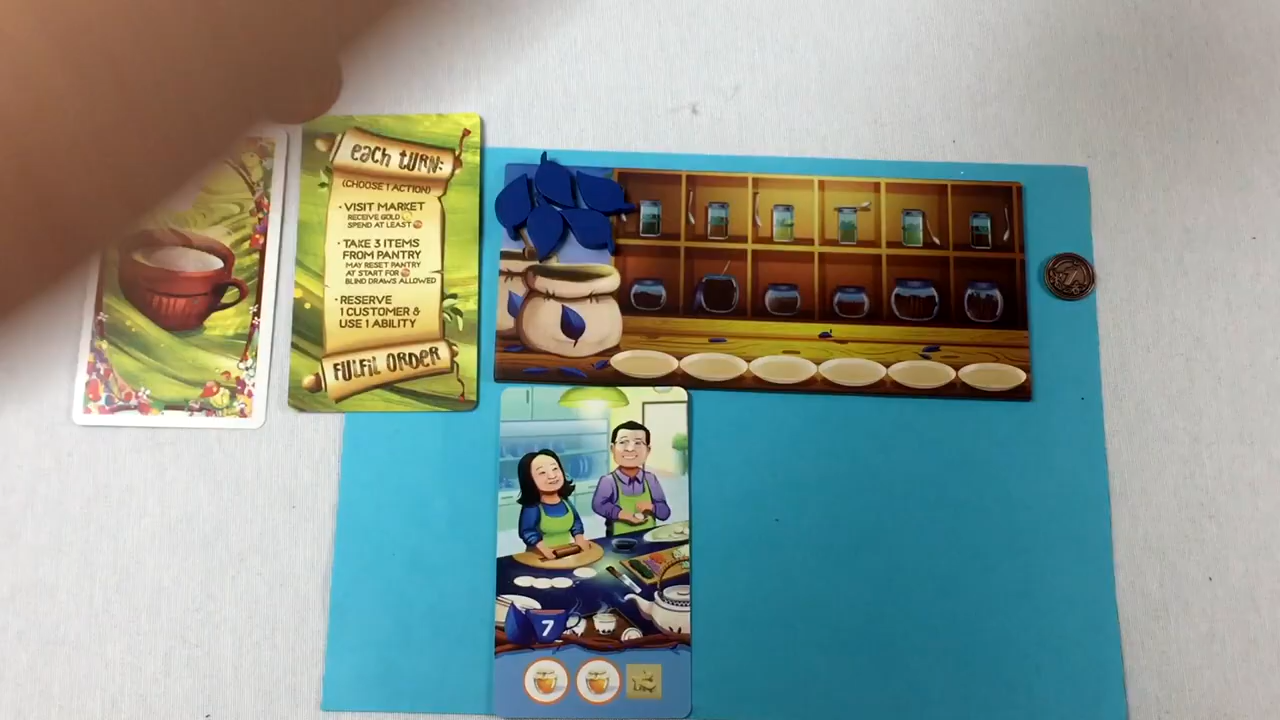 each turn:
(CHOOSE 1 ACTION)
• VISIT MARKET
RECEIVE GOLD
SPEND AT LEAST
• TAKE 3 ITEMS
FROM PANTRY
MAY RESET PANTRY
AT START FOR
BLIND DRAWS ALLOWED
• RESERVE
1 CUSTOMER &
USE 1 ABILITY
FULFIL ORDER
7